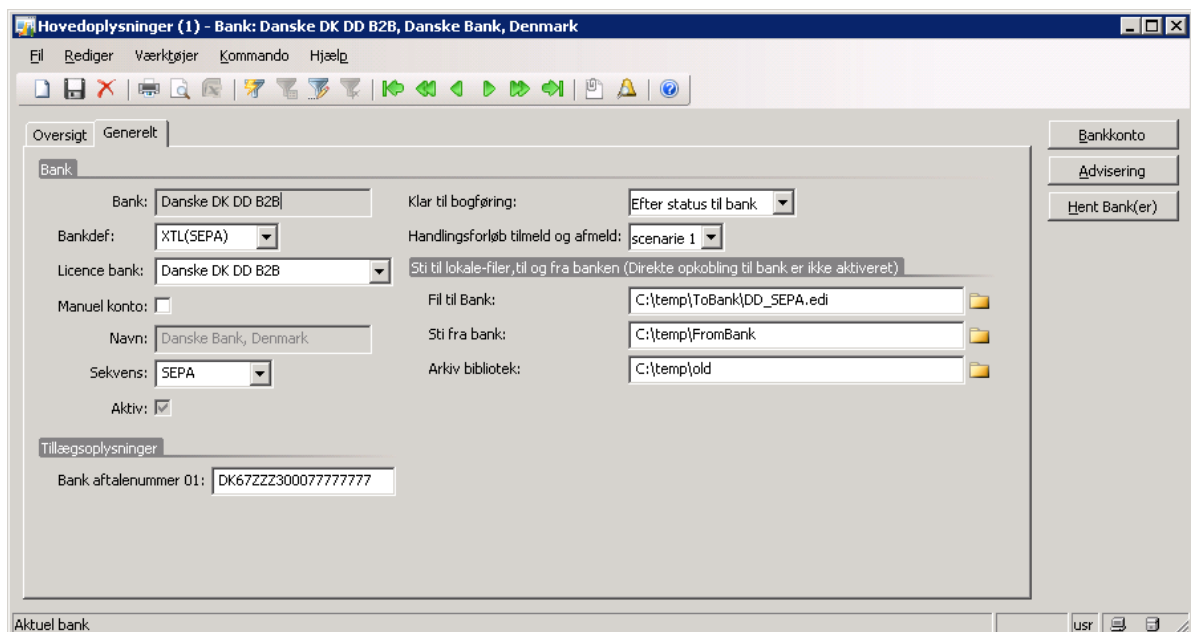 Hovedoplysninger (1) - Bank: Danske DK DD B2B, Danske Bank, Denmark
Fil Rediger Værktøjer Kommando Hjælp
Oversigt Generelt
Bankkonto
Advisering
Hent Bank(er)
Bank
Bank: Danske DK DD B2B
Bankdef: XTL(SEPA)
Licence bank: Danske DK DD B2B
Manuel konto:
Navn: Danske Bank, Denmark
Sekvens: SEPA
Aktiv:
Tillægsoplysninger
Bank aftalenummer 01: DK67ZZZ300077777777
Klar til bogføring: Efter status til bank
Handlingsforløb tilmeld og afmeld: scenarie 1
Sti til lokale-filer,til og fra banken (Direkte opkobling til bank er ikke aktiveret)
Fil til Bank: C:\temp\ToBank\DD_SEPA.edi
Sti fra bank: C:\temp\FromBank
Arkiv bibliotek: C:\temp\old
Aktuel bank usr